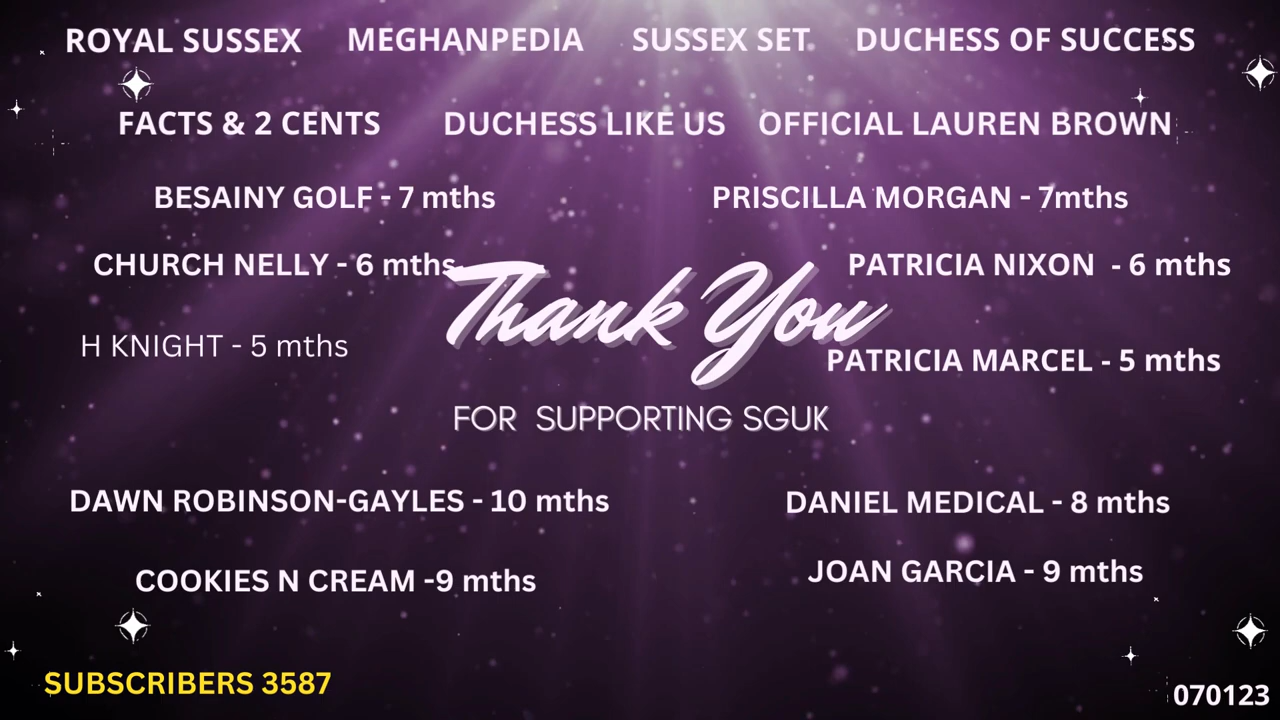 ROYAL SUSSEX MEGHANPEDIA SUSSEX SET DUCHESS OF SUCCESS
FACTS & 2 CENTS DUCHESS LIKE US OFFICIAL LAUREN BROWN
BESAINY GOLF - 7 mths PRISCILLA MORGAN - 7mths
CHURCH NELLY - 6 mths PATRICIA NIXON - 6 mths
Thank You
H KNIGHT - 5 mths PATRICIA MARCEL - 5 mths
FOR SUPPORTING SGUK
DAWN ROBINSON-GAYLES - 10 mths DANIEL MEDICAL - 8 mths
COOKIES N CREAM -9 mths JOAN GARCIA - 9 mths
SUBSCRIBERS 3587 070123